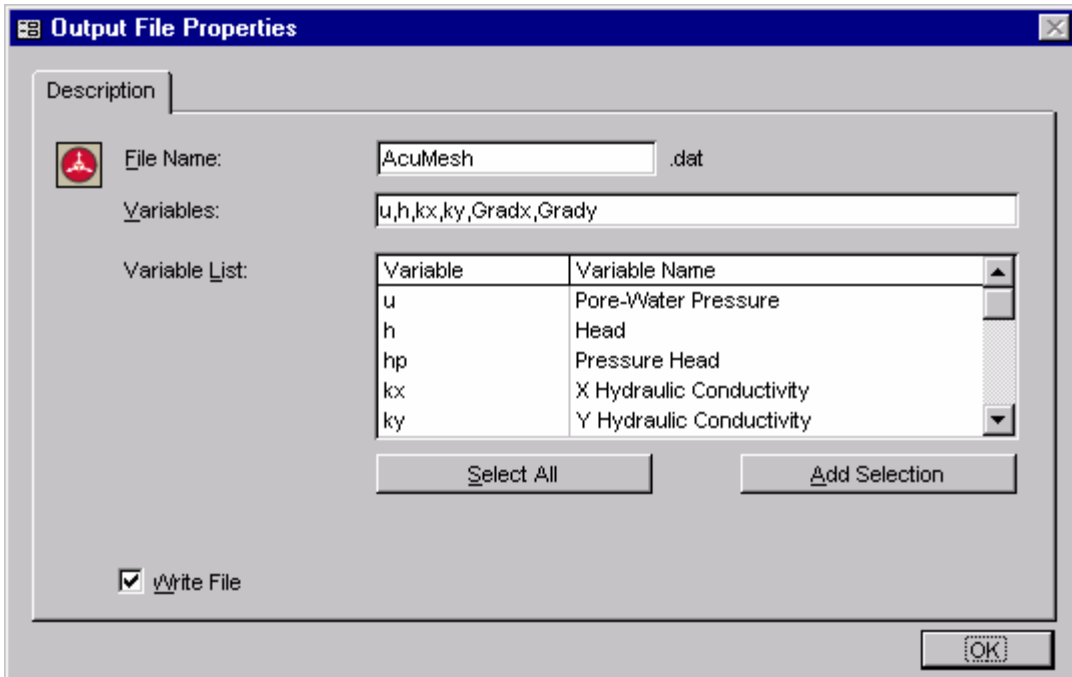 Output File Properties
Description
File Name: AcuMesh .dat
Variables: u,h,kx,ky,Gradx,Grady
Variable List: Variable Variable Name
u Pore-Water Pressure
h Head
hp Pressure Head
kx X Hydraulic Conductivity
ky Y Hydraulic Conductivity
Select All Add Selection
Write File
OK